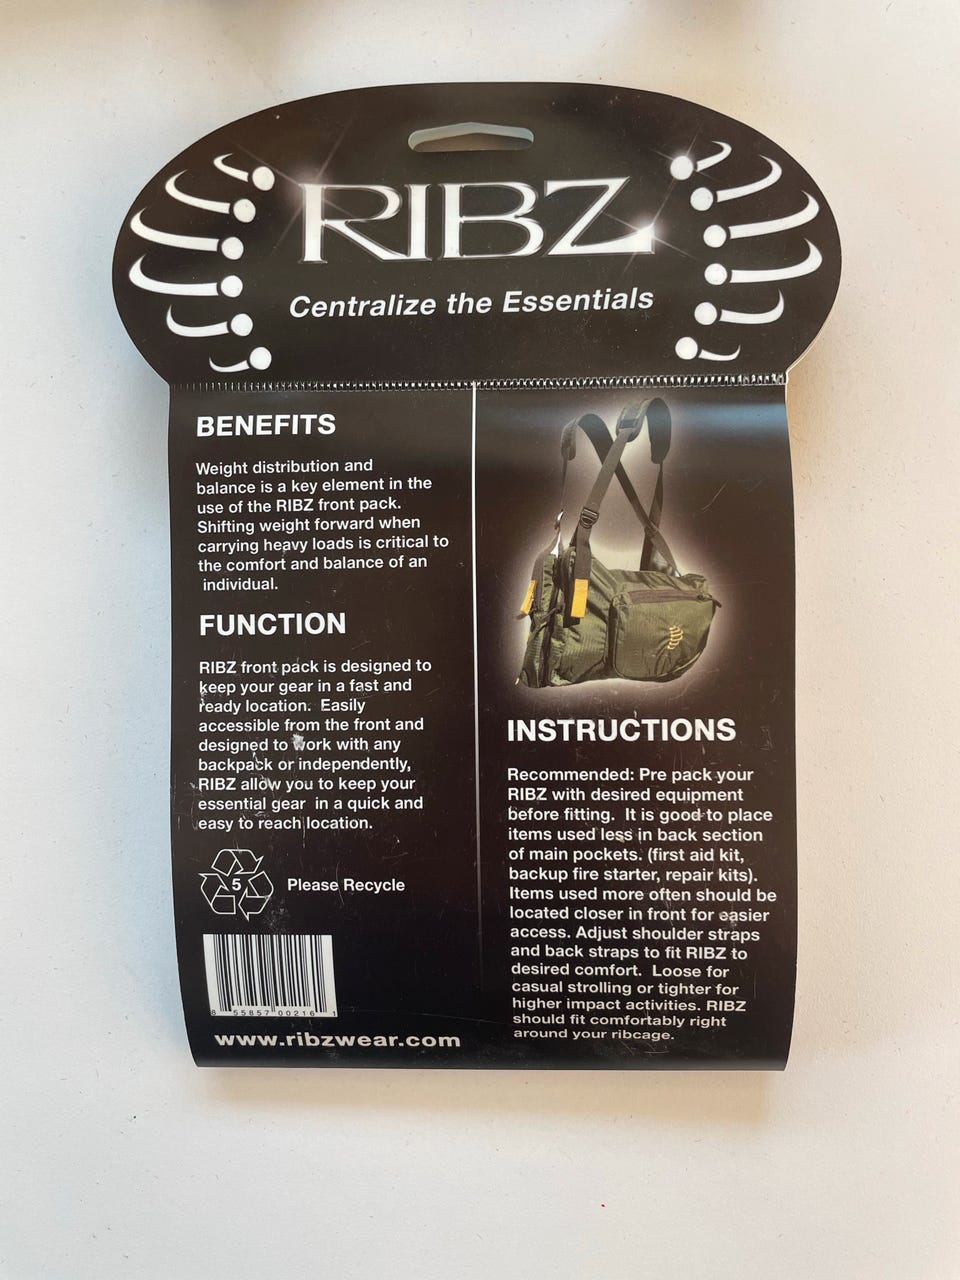 RIBZ
Centralize the Essentials
BENEFITS
Weight distribution and
balance is a key element in the
use of the RIBZ front pack.
Shifting weight forward when
carrying heavy loads is critical to
the comfort and balance of an
individual.
FUNCTION
RIBZ front pack is designed to
keep your gear in a fast and
ready location. Easily
accessible from the front and
designed to work with any
backpack or independently,
RIBZ allow you to keep your
essential gear in a quick and
easy to reach location.
5
Please Recycle
8 55857 00216 1
www.ribzwear.com
INSTRUCTIONS
Recommended: Pre pack your
RIBZ with desired equipment
before fitting. It is good to place
items used less in back section
of main pockets. (first aid kit,
backup fire starter, repair kits).
Items used more often should be
located closer in front for easier
access. Adjust shoulder straps
and back straps to fit RIBZ to
desired comfort. Loose for
casual strolling or tighter for
higher impact activities. RIBZ
should fit comfortably right
around your ribcage.